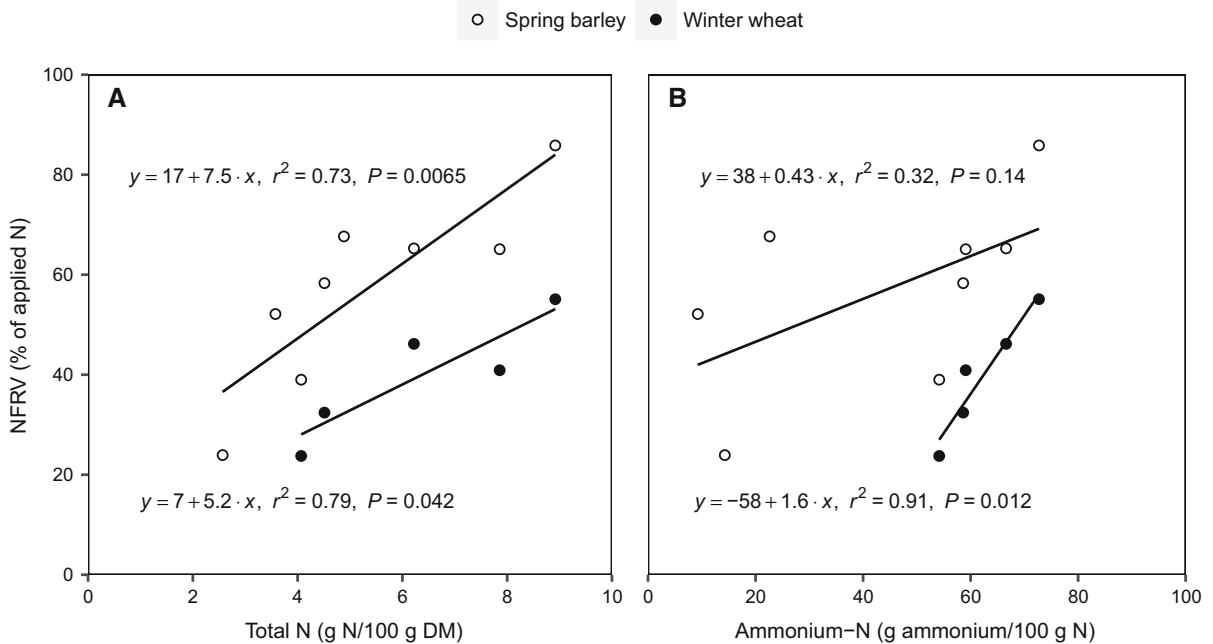 Spring barley Winter wheat
A
B
100
80
60
40
20
0
NFRV (% of applied N)
y = 17 + 7.5 · x, r² = 0.73, P = 0.0065
y = 38 + 0.43 · x, r² = 0.32, P = 0.14
y = 7 + 5.2 · x, r² = 0.79, P = 0.042
y = −58 + 1.6 · x, r² = 0.91, P = 0.012
0 2 4 6 8 10
0 20 40 60 80 100
Total N (g N/100 g DM)
Ammonium−N (g ammonium/100 g N)